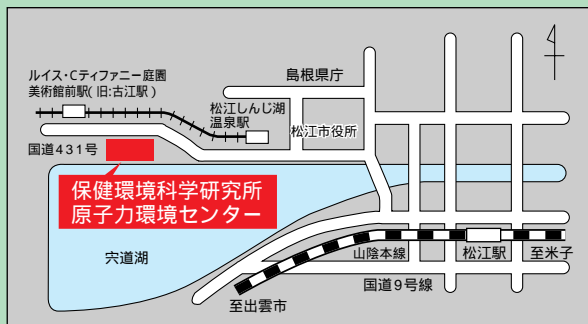 ルイス・Cティファニー庭園
美術館前駅(旧:古江駅)
島根県庁
松江しんじ湖
温泉駅
松江市役所
国道431号
保健環境科学研究所
原子力環境センター
宍道湖
山陰本線
松江駅
至米子
国道9号線
至出雲市